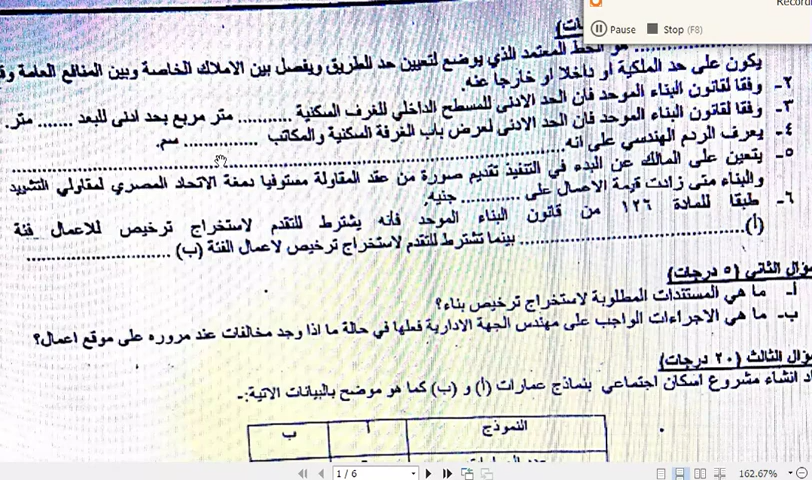 Recordi
Pause Stop (F8)
هو الخط المعتمد الذي يوضع لتعيين حد الطريق ويفصل بين الاملاك الخاصة وبين المنافع العامة وق
يكون على حد الملكية او داخلا او خارجا عنه.
٢- وفقا لقانون البناء الموحد فان الحد الادنى للمسطح الداخلي للغرف السكنية .......... متر مربع بحد ادنى للبعد ....... متر.
٣- وفقا لقانون البناء الموحد فان الحد الادنى لعرض باب الغرفة السكنية والمكاتب .............. سم.
٤- يعرف الردم الهندسي على انه ..............................
٥- يتعين على المالك عن البدء في التنفيذ تقديم صورة من عقد المقاولة مستوفيا دمغة الاتحاد المصري لمقاولي التشييد
والبناء متى زادت قيمة الاعمال على ............ جنيه.
٦- طبقا للمادة ١٢٦ من قانون البناء الموحد فأنه يشترط للتقدم لاستخراج ترخيص للاعمال فئة
(أ)........................ بينما تشترط للتقدم لاستخراج ترخيص لاعمال الفئة (ب) ....................
ؤال الثاني (٥ درجات)
أ- ما هي المستندات المطلوبة لاستخراج ترخيص بناء؟
ب- ما هي الاجراءات الواجب على مهندس الجهة الادارية فعلها في حالة ما اذا وجد مخالفات عند مروره على موقع اعمال؟
ؤال الثالث (٢٠ درجات)
اد انشاء مشروع اسكان اجتماعي بنماذج عمارات (أ) و (ب) كما هو موضح بالبيانات الاتية:-
النموذج أ ب
1 / 6 162.67%